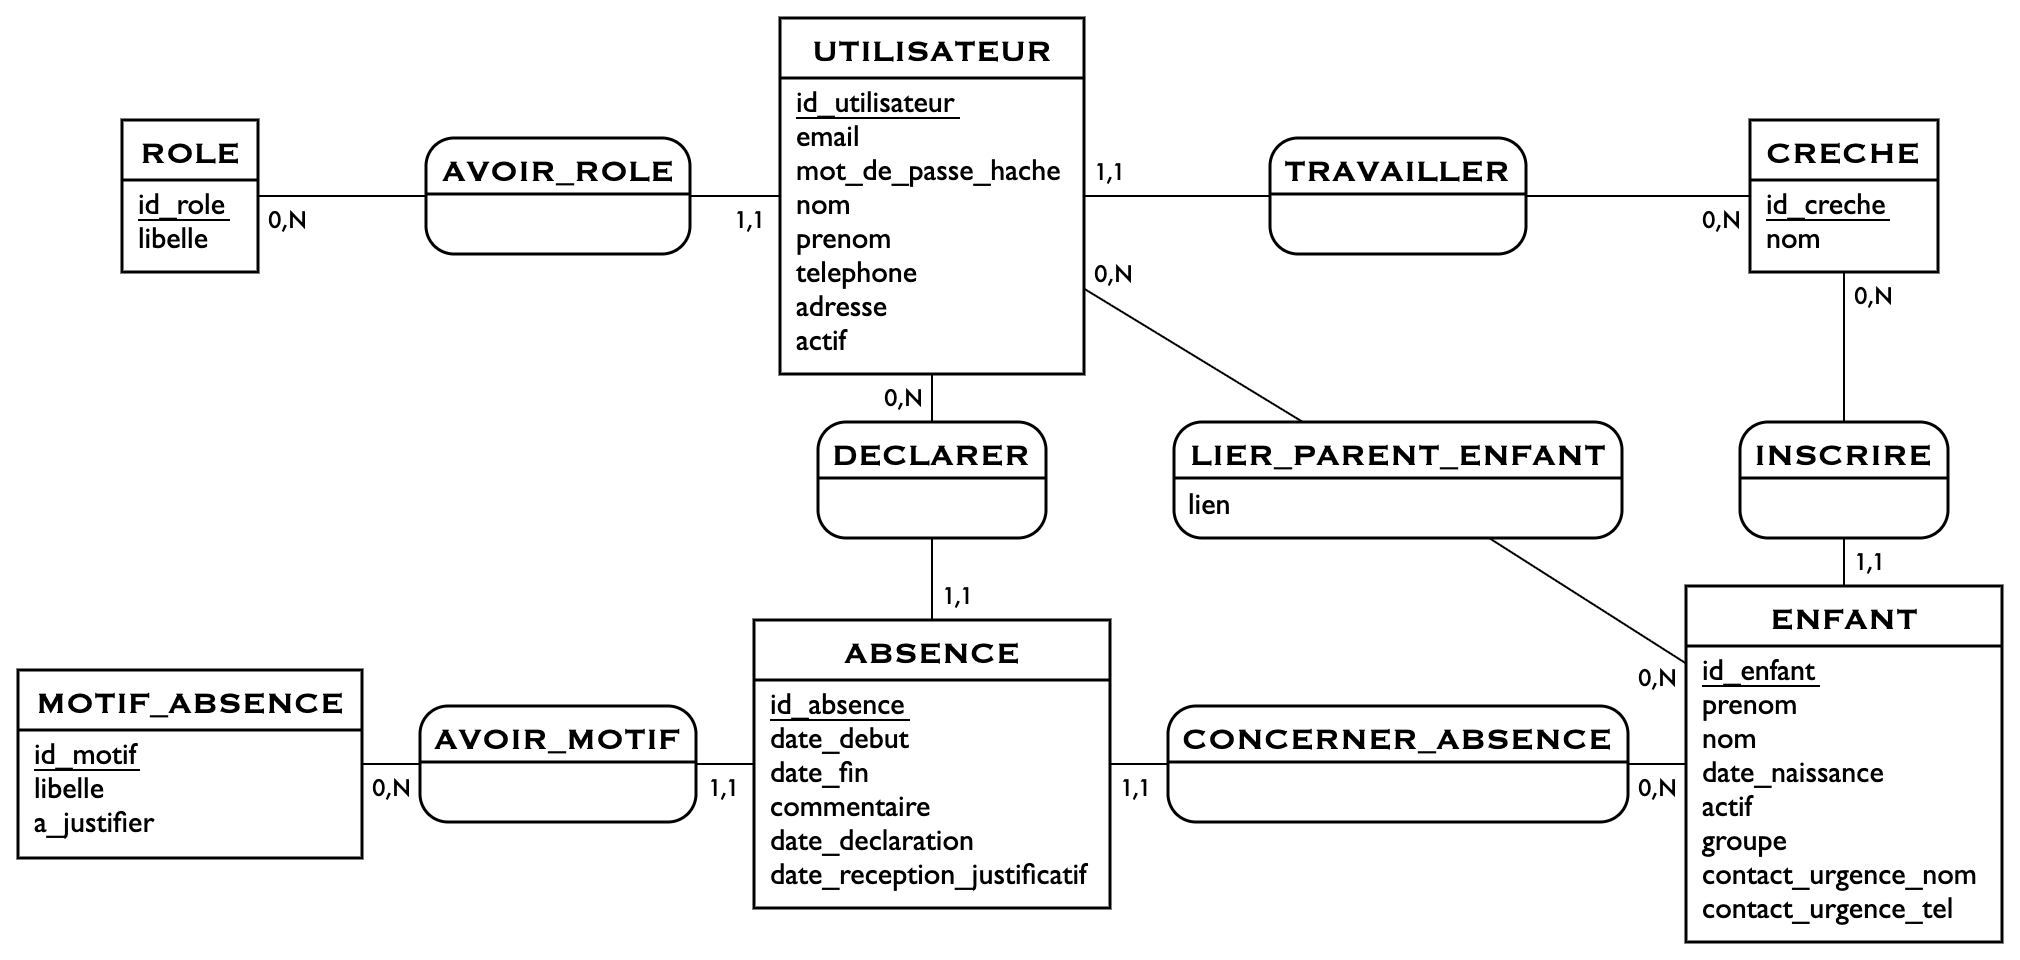 UTILISATEUR
id_utilisateur
email
mot_de_passe_hache
nom
prenom
telephone
adresse
actif
ROLE
id_role
libelle
0,N
AVOIR_ROLE
1,1
1,1
TRAVAILLER
0,N
CRECHE
id_creche
nom
0,N
0,N
0,N
DECLARER
1,1
LIER_PARENT_ENFANT
lien
0,N
INSCRIRE
1,1
MOTIF_ABSENCE
id_motif
libelle
a_justifier
0,N
AVOIR_MOTIF
1,1
ABSENCE
id_absence
date_debut
date_fin
commentaire
date_declaration
date_reception_justificatif
1,1
CONCERNER_ABSENCE
0,N
ENFANT
id_enfant
prenom
nom
date_naissance
actif
groupe
contact_urgence_nom
contact_urgence_tel